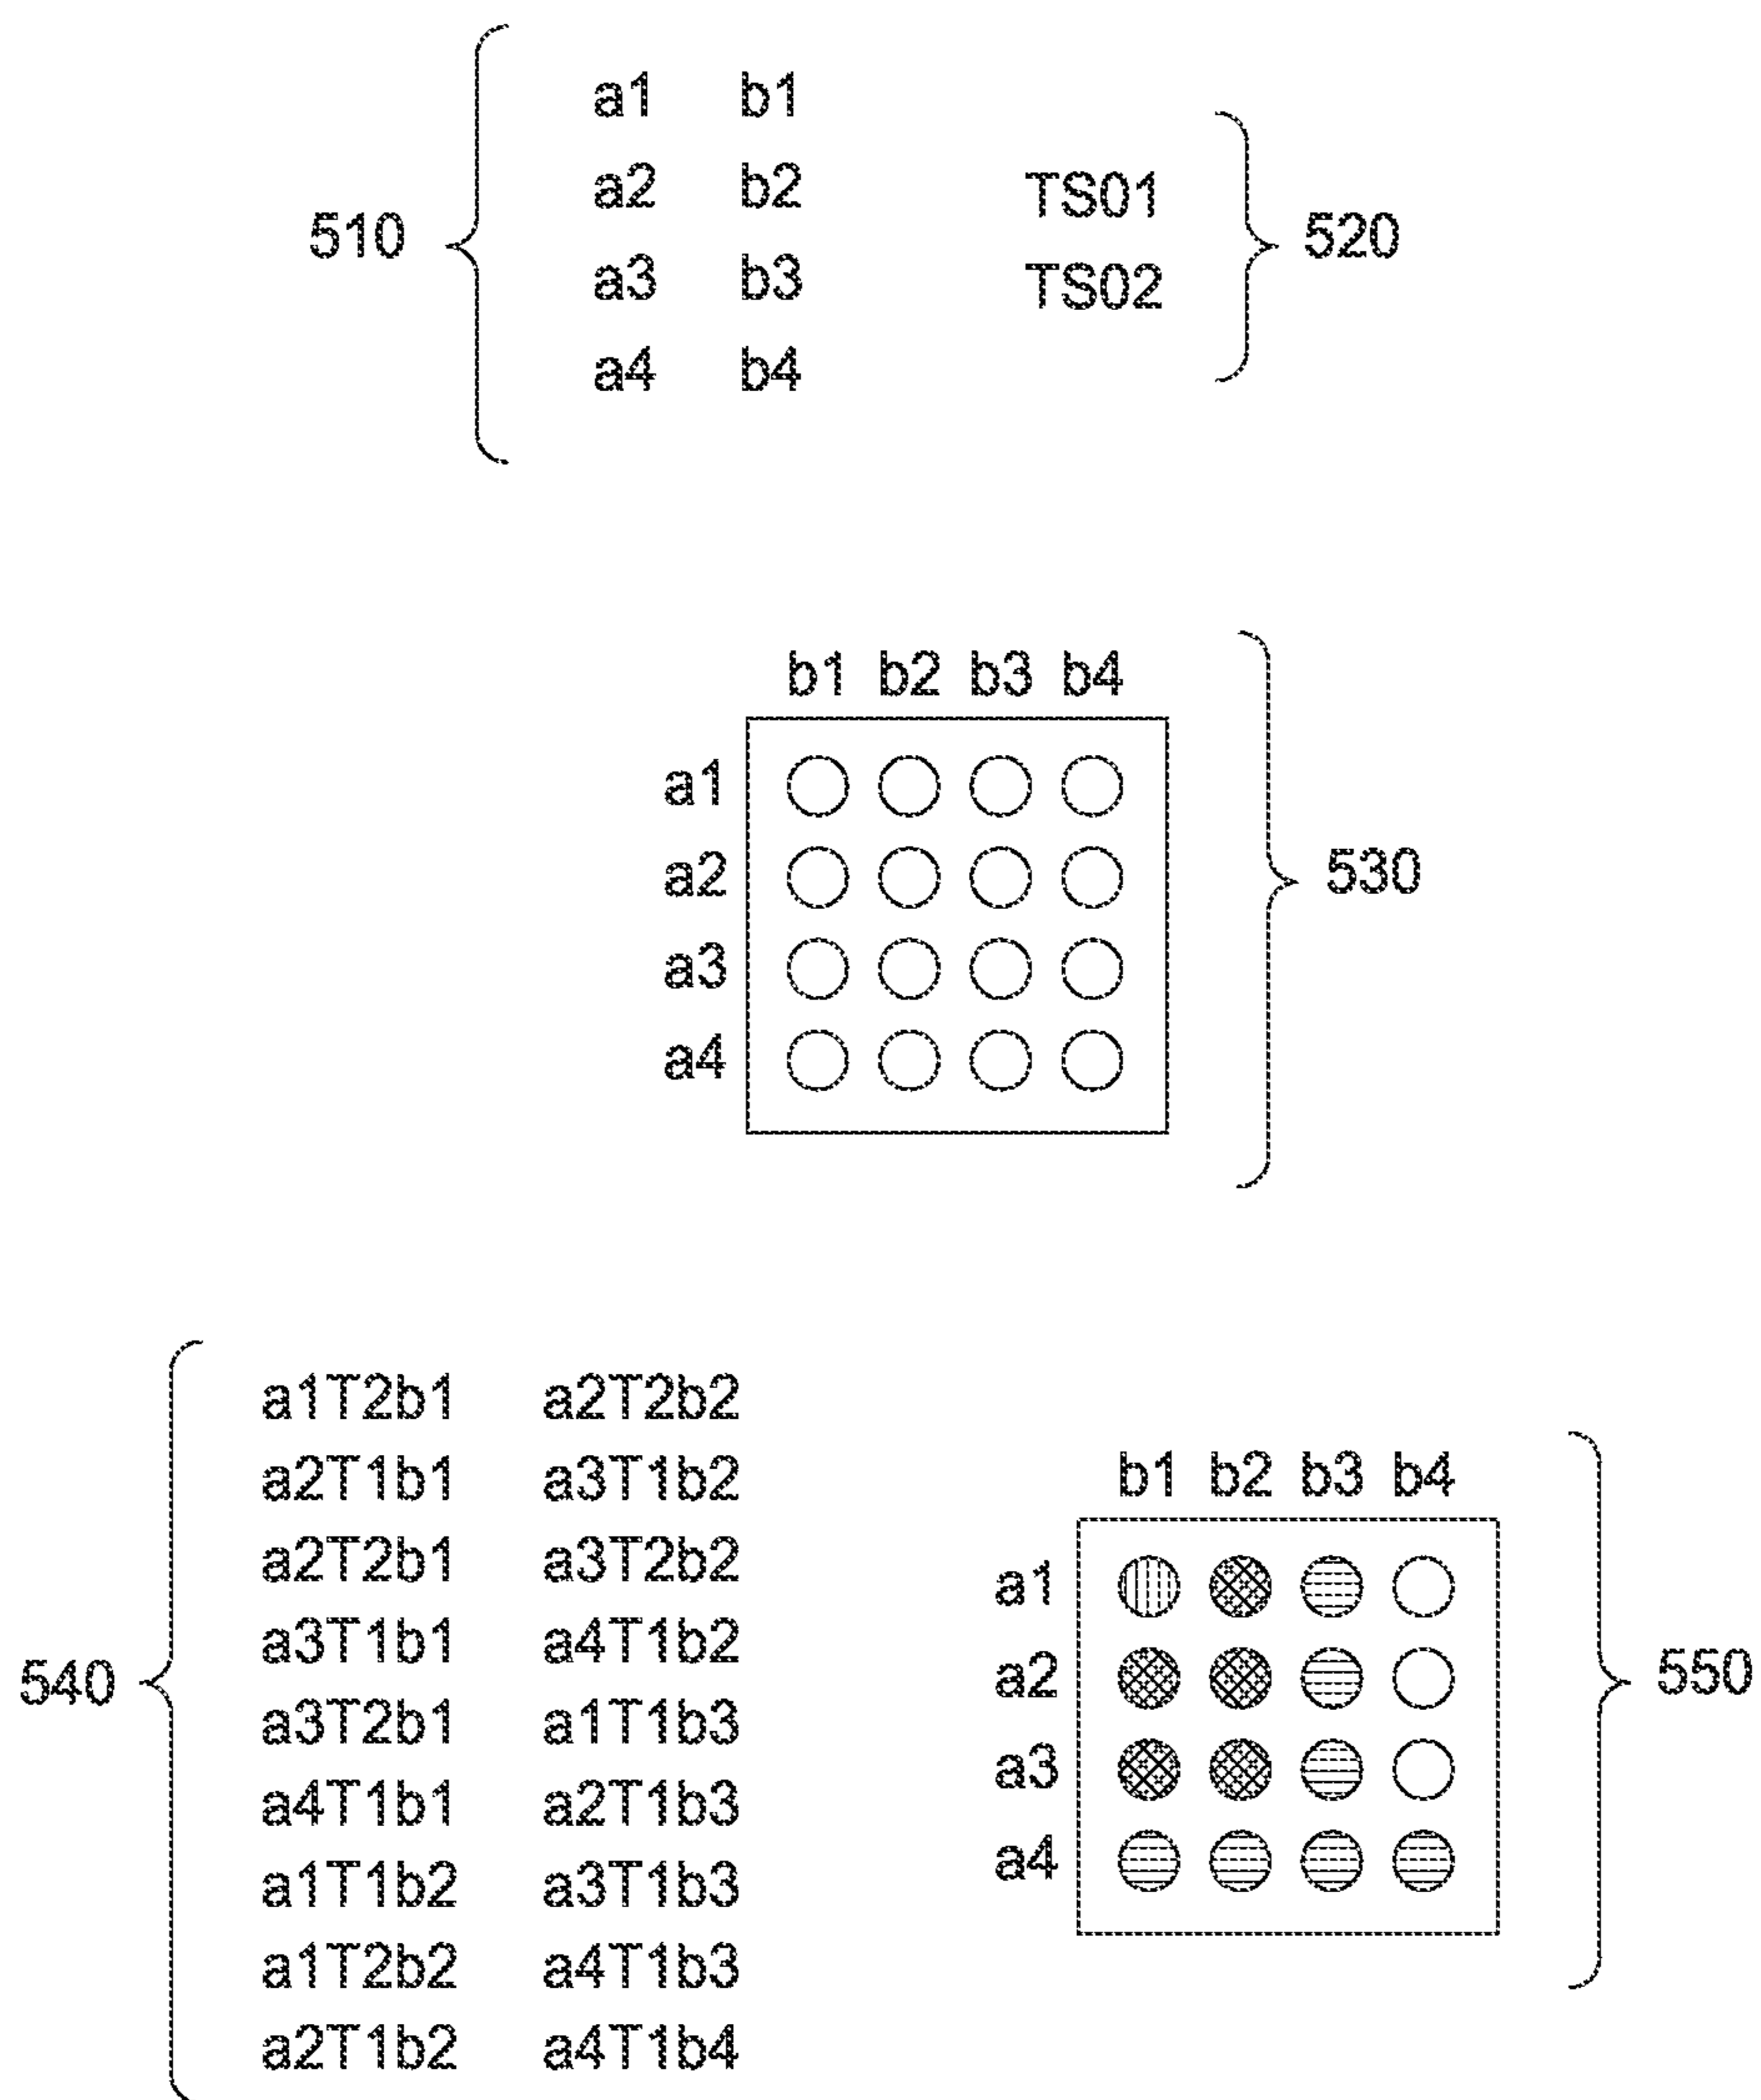 a1 b1
a2 b2
a3 b3
a4 b4
510
TS01
TS02
520
b1 b2 b3 b4
a1
a2
a3
a4
530
540
a1T2b1 a2T2b2
a2T1b1 a3T1b2
a2T2b1 a3T2b2
a3T1b1 a4T1b2
a3T2b1 a1T1b3
a4T1b1 a2T1b3
a1T1b2 a3T1b3
a1T2b2 a4T1b3
a2T1b2 a4T1b4
b1 b2 b3 b4
a1
a2
a3
a4
550